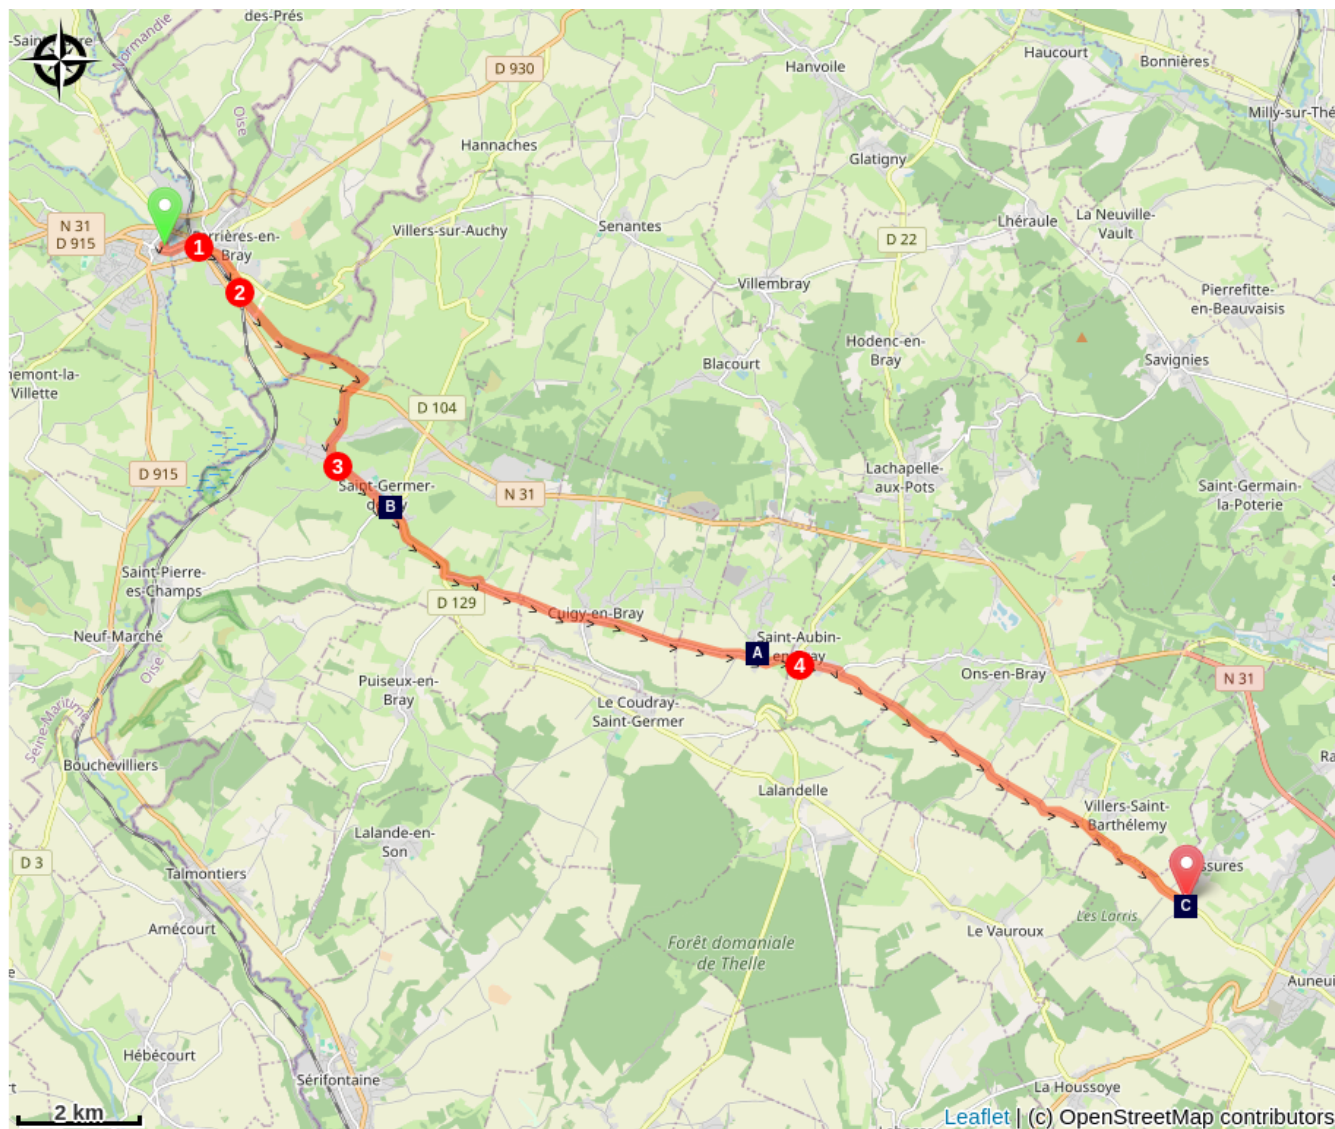 des-Prés
Normandie
Haucourt
Bonnières
Hanvoile
D 930
Milly-sur-Thé
Oise
Hannaches
Glatigny
N 31
D 915
La Neuville-
Vault
Lhéraule
Senantes
Villers-sur-Auchy
D 22
1
Bray
Villembray
2
Pierrefitte-
en-Beauvaisis
Hodenc-en-
Bray
Blacourt
Savignies
nemont-la-
Villette
D 104
3
D 915
Saint-Germer-
B
N 31
Lachapelle-
aux-Pots
Saint-Germain-
la-Poterie
Saint-Pierre-
es-Champs
D 129
Cuigy-en-Bray
Neuf-Marché
A
Saint-Aubin-
4
Oise
Ons-en-Bray
N 31
Puiseux-en-
Bray
Le Coudray-
Saint-Germer
Seine-Maritime
Bouchevilliers
Lalandelle
Villers-Saint-
Barthélemy
Lalande-en-
Son
D 3
Talmontiers
ssures
C
Les Larris
Amécourt
Le Vauroux
Forêt domaniale
de Thelle
Auneui
Hébécourt
Sérifontaine
La Houssoye
2 km
Leaflet | (c) OpenStreetMap contributors